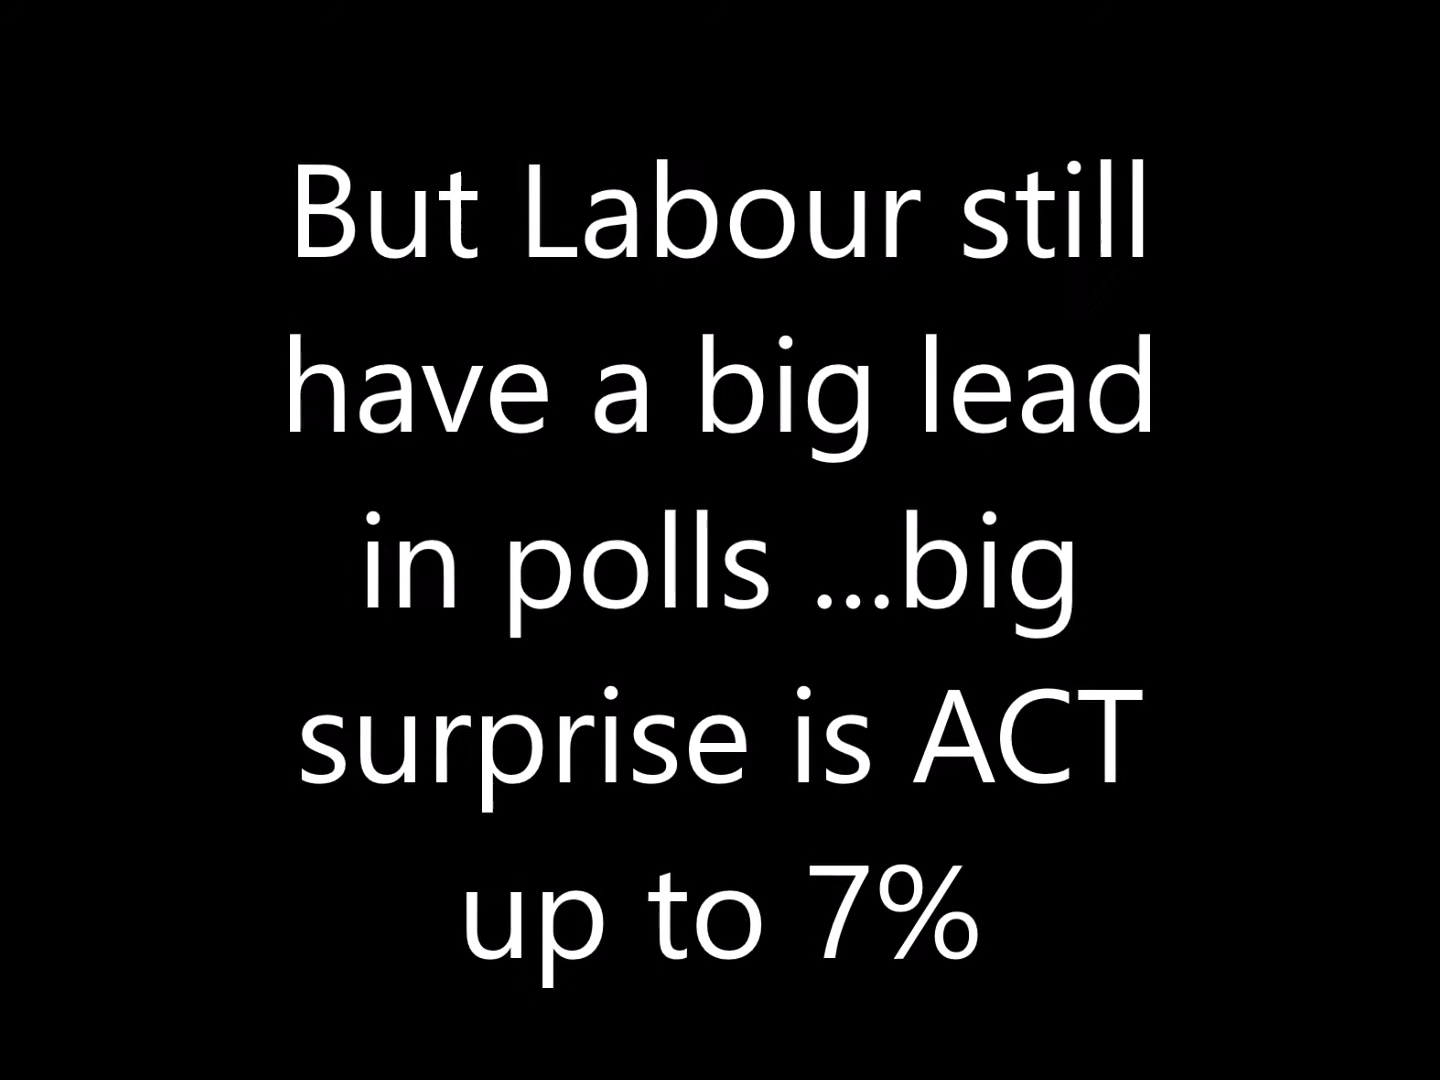 But Labour still
have a big lead
in polls ...big
surprise is ACT
up to 7%